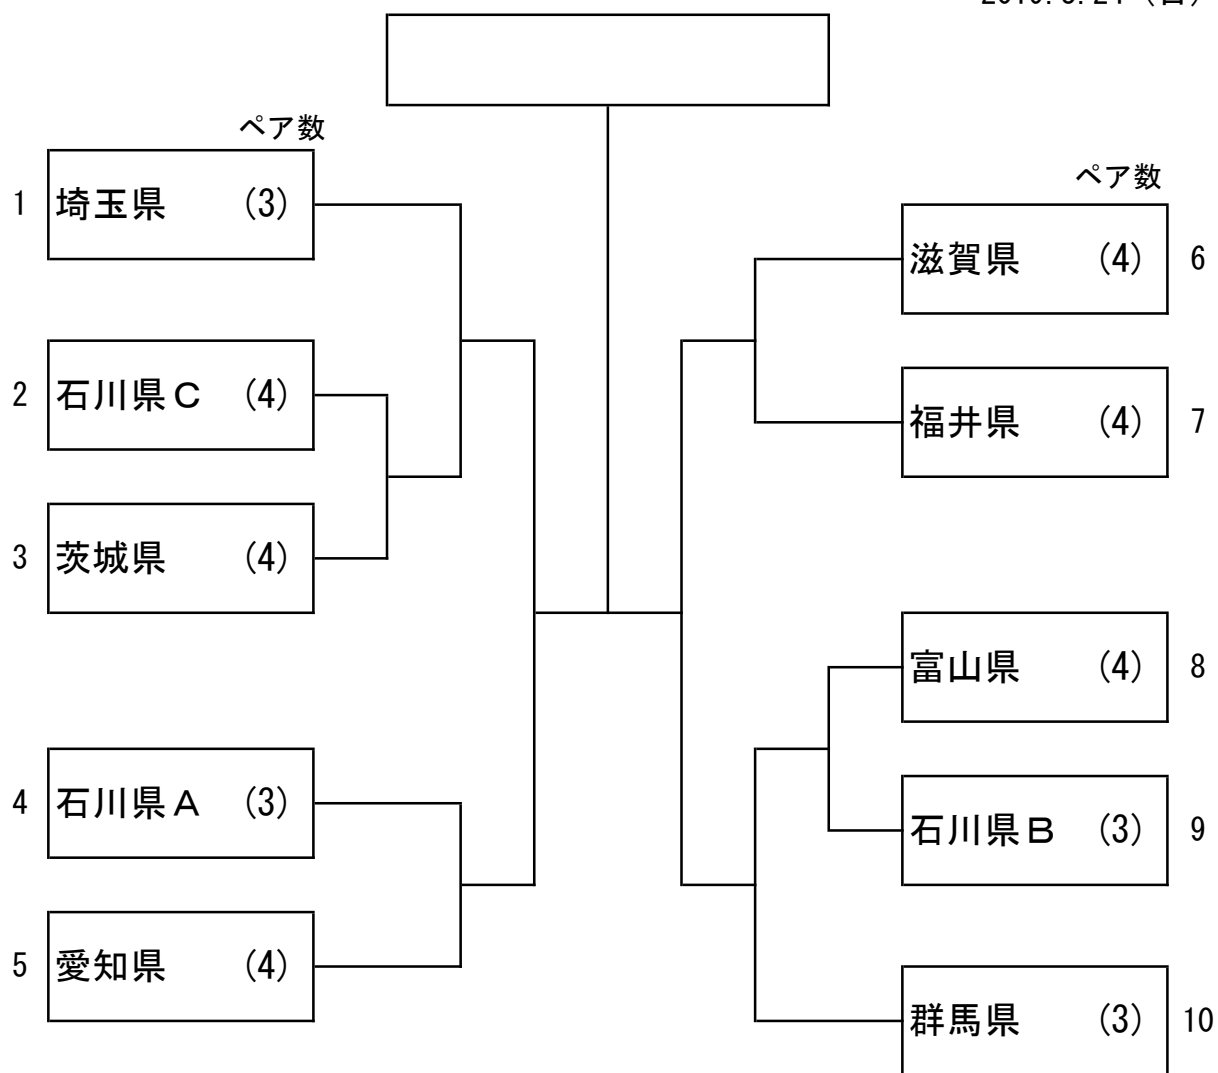 ペア数
1 埼玉県 (3)
2 石川県Ｃ (4)
3 茨城県 (4)
4 石川県Ａ (3)
5 愛知県 (4)
ペア数
滋賀県 (4) 6
福井県 (4) 7
富山県 (4) 8
石川県Ｂ (3) 9
群馬県 (3) 10